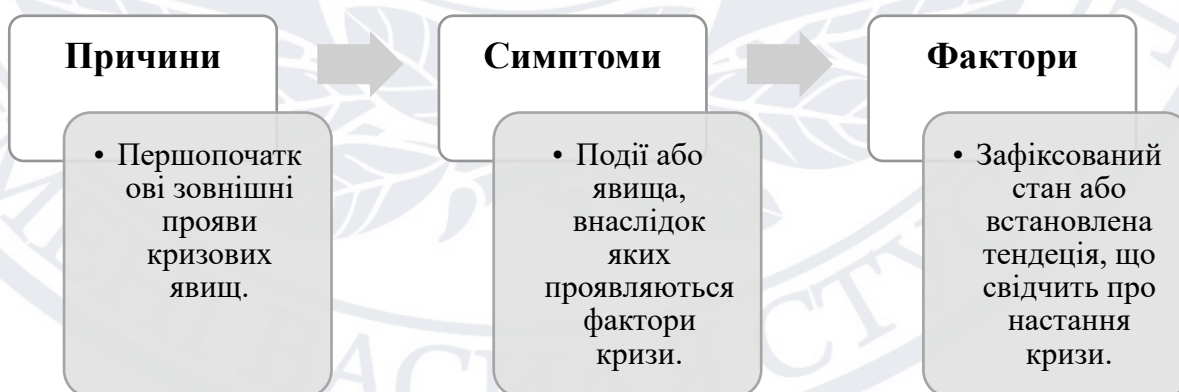 Причини
• Першопочатк
ові зовнішні
прояви
кризових
явищ.
Симптоми
• Події або
явища,
внаслідок
яких
проявляються
фактори
кризи.
Фактори
• Зафіксований
стан або
встановлена
тендеція, що
свідчить про
настання
кризи.